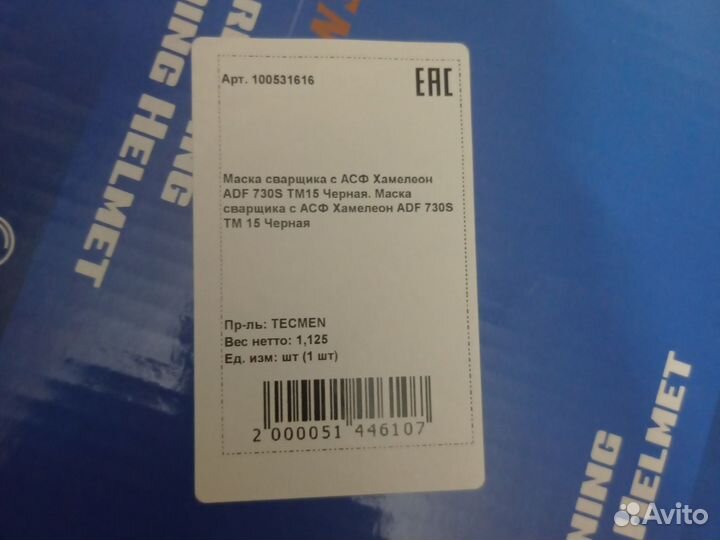 NING HELMET
ING
Арт. 100531616
EAC
Маска сварщика с АСФ Хамелеон
ADF 730S TM15 Черная. Маска
сварщика с АСФ Хамелеон ADF 730S
TM 15 Черная
Пр-ль: TECMEN
Вес нетто: 1,125
Ед. изм: шт (1 шт)
2 000051 446107
NING
HELMET
Avito